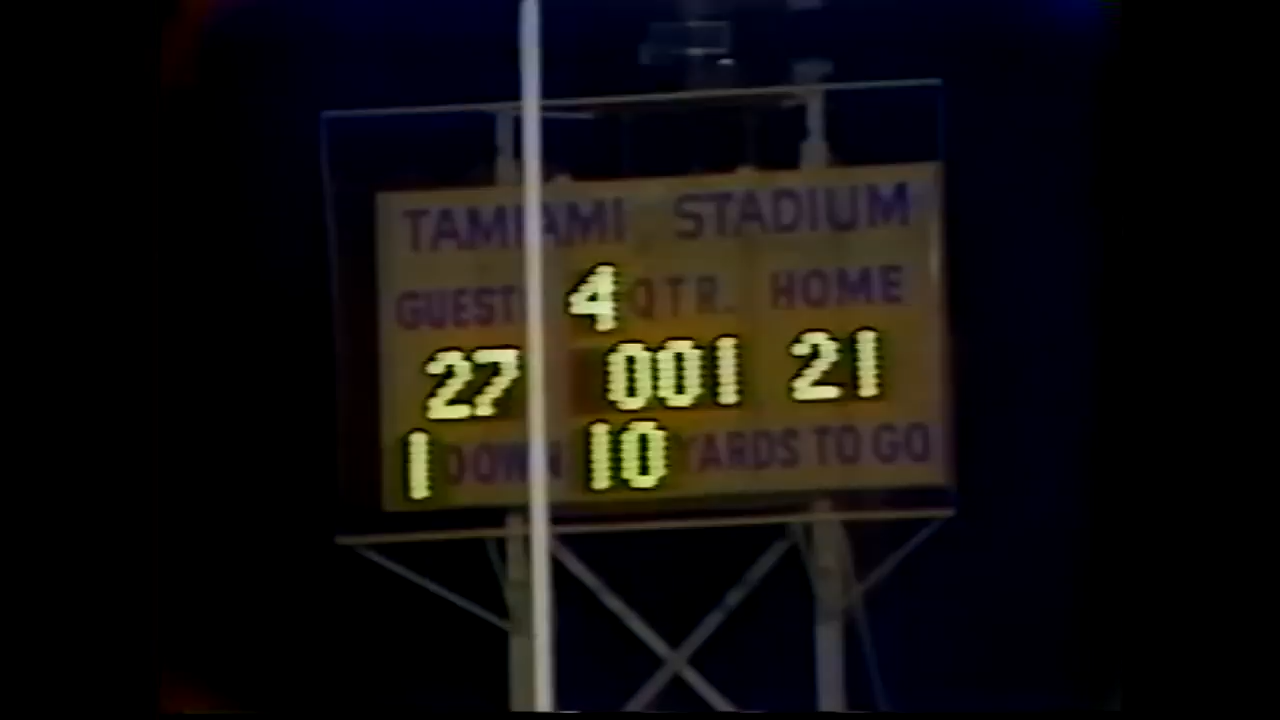 TAMIAMI STADIUM
GUEST 4 QTR. HOME
27 001 21
1 DOWN 10 YARDS TO GO